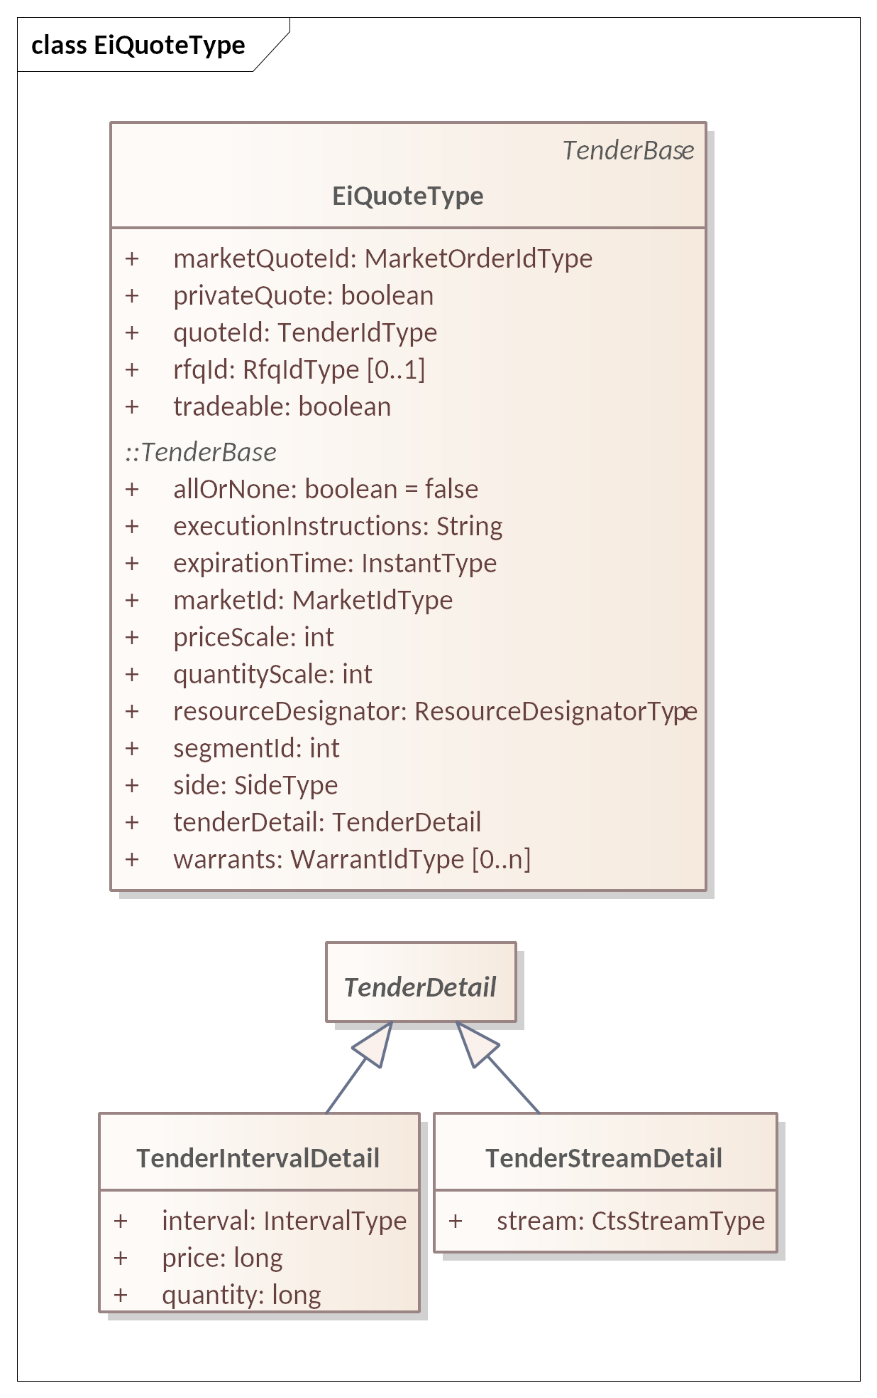 class EiQuoteType
TenderBase
EiQuoteType
+ marketQuoteId: MarketOrderIdType
+ privateQuote: boolean
+ quoteId: TenderIdType
+ rfqId: RfqIdType [0..1]
+ tradeable: boolean
::TenderBase
+ allOrNone: boolean = false
+ executionInstructions: String
+ expirationTime: InstantType
+ marketId: MarketIdType
+ priceScale: int
+ quantityScale: int
+ resourceDesignator: ResourceDesignatorType
+ segmentId: int
+ side: SideType
+ tenderDetail: TenderDetail
+ warrants: WarrantIdType [0..n]
TenderDetail
TenderIntervalDetail
+ interval: IntervalType
+ price: long
+ quantity: long
TenderStreamDetail
+ stream: CtsStreamType